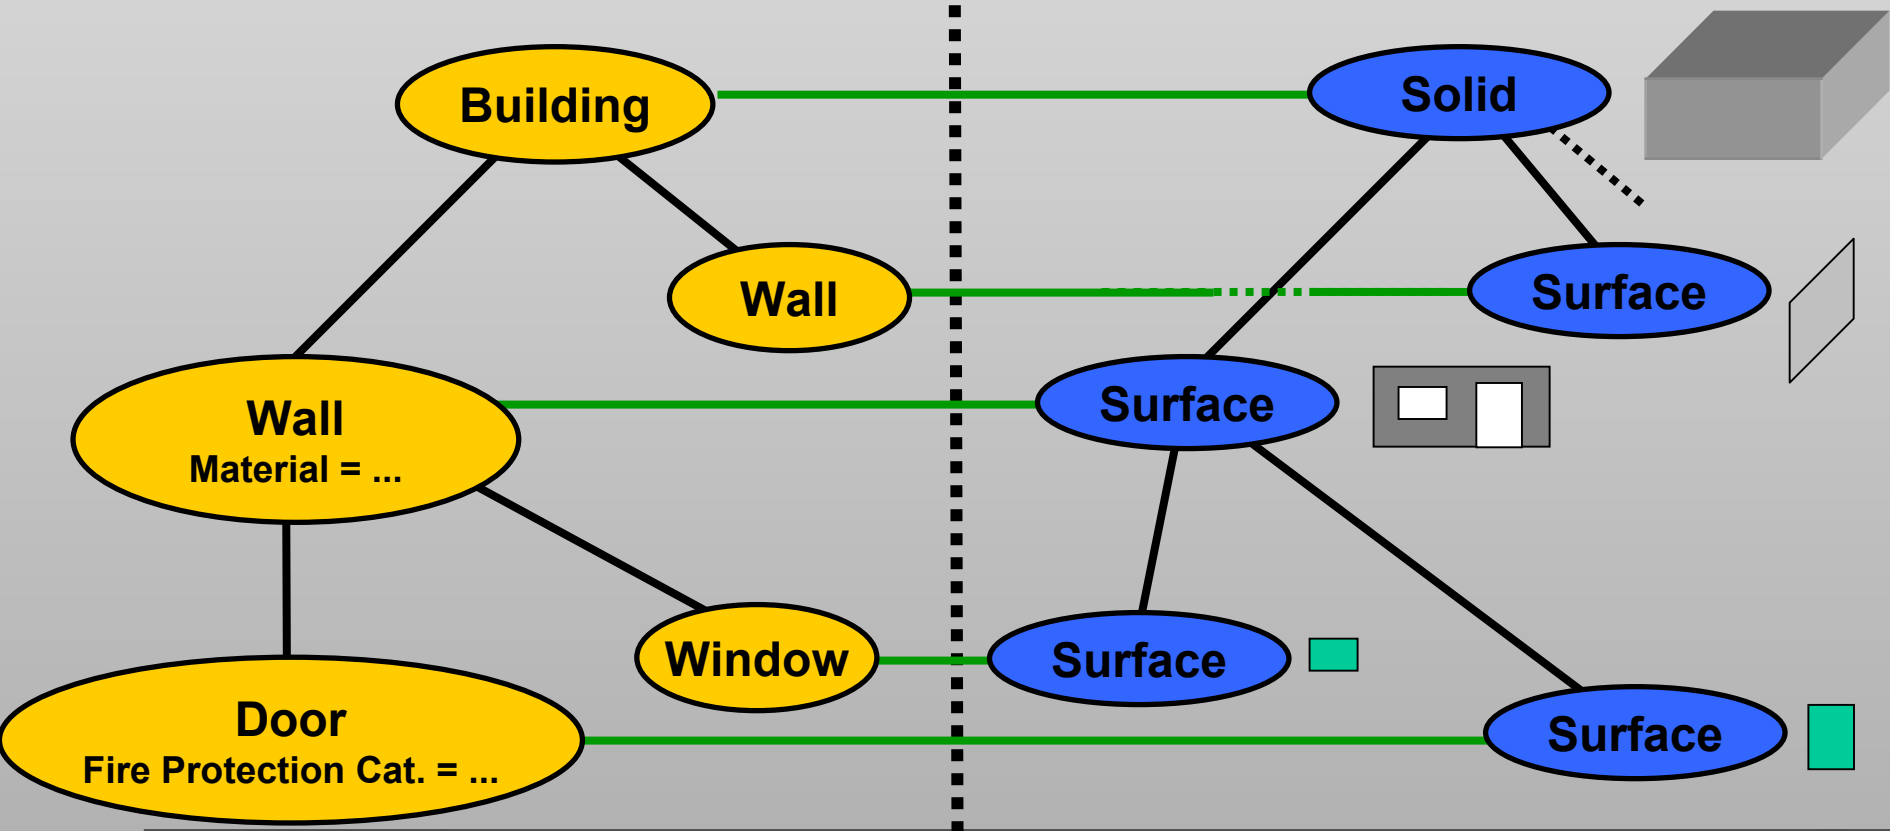 Building
Solid
Wall
Surface
Wall
Material = ...
Surface
Window
Surface
Door
Fire Protection Cat. = ...
Surface